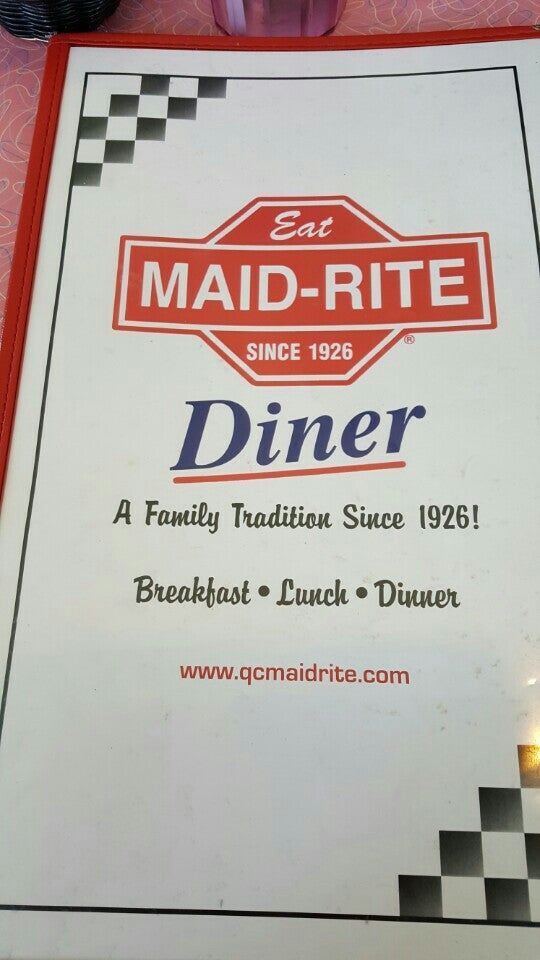 Eat
MAID-RITE
SINCE 1926
®
Diner
A Family Tradition Since 1926!
Breakfast • Lunch • Dinner
www.qcmaidrite.com